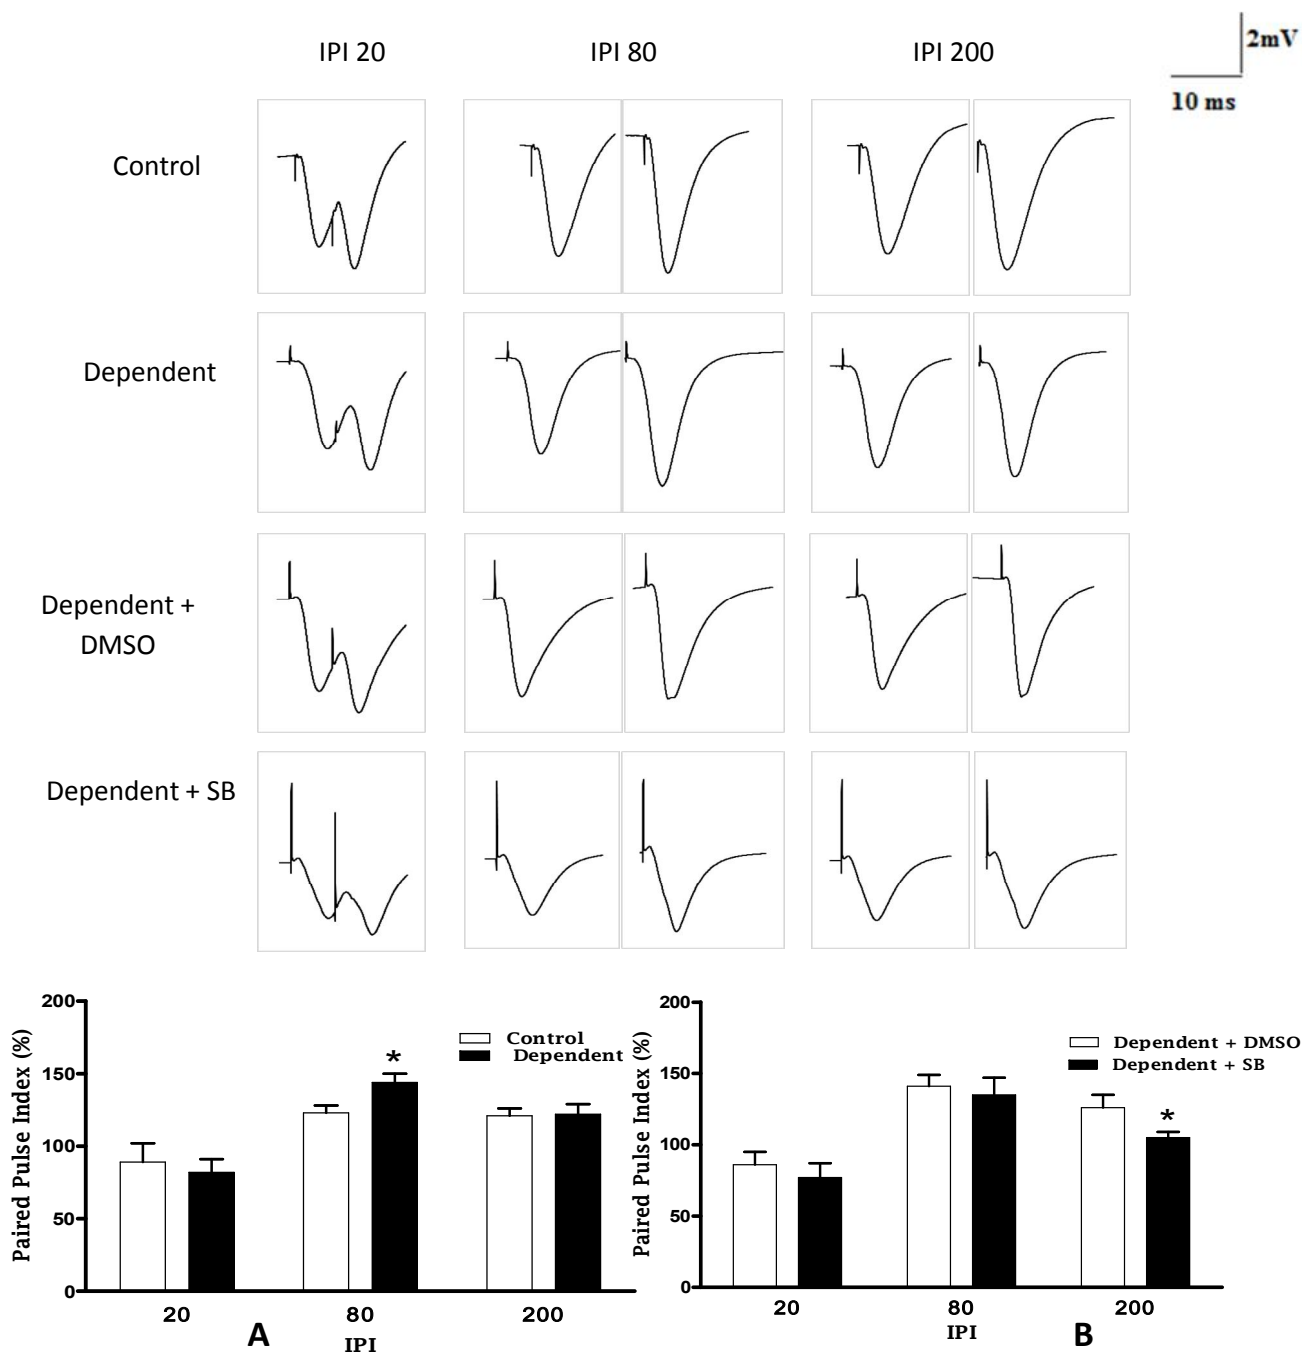 IPI 20
IPI 80
IPI 200
2mV
10 ms
Control
Dependent
Dependent +
DMSO
Dependent + SB
200
150
100
50
0
Paired Pulse Index (%)
Control
Dependent
*
20
80
200
IPI
A
200
150
100
50
0
Paired Pulse Index (%)
Dependent + DMSO
Dependent + SB
*
20
80
200
IPI
B